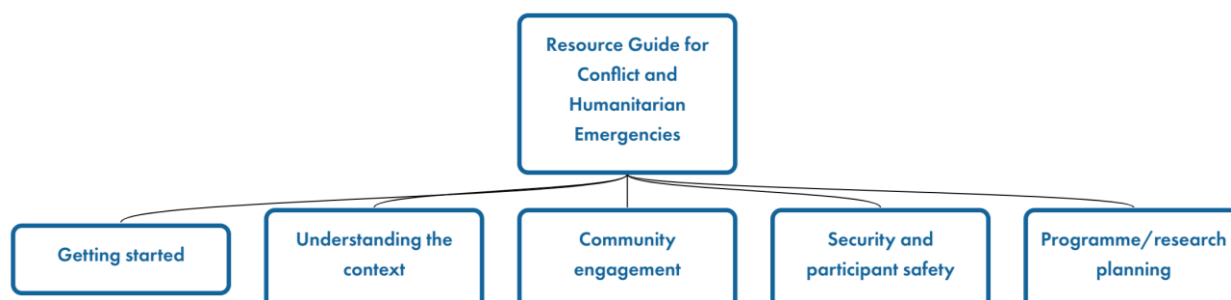 Resource Guide for
Conflict and
Humanitarian
Emergencies
Getting started
Understanding the
context
Community
engagement
Security and
participant safety
Programme/research
planning